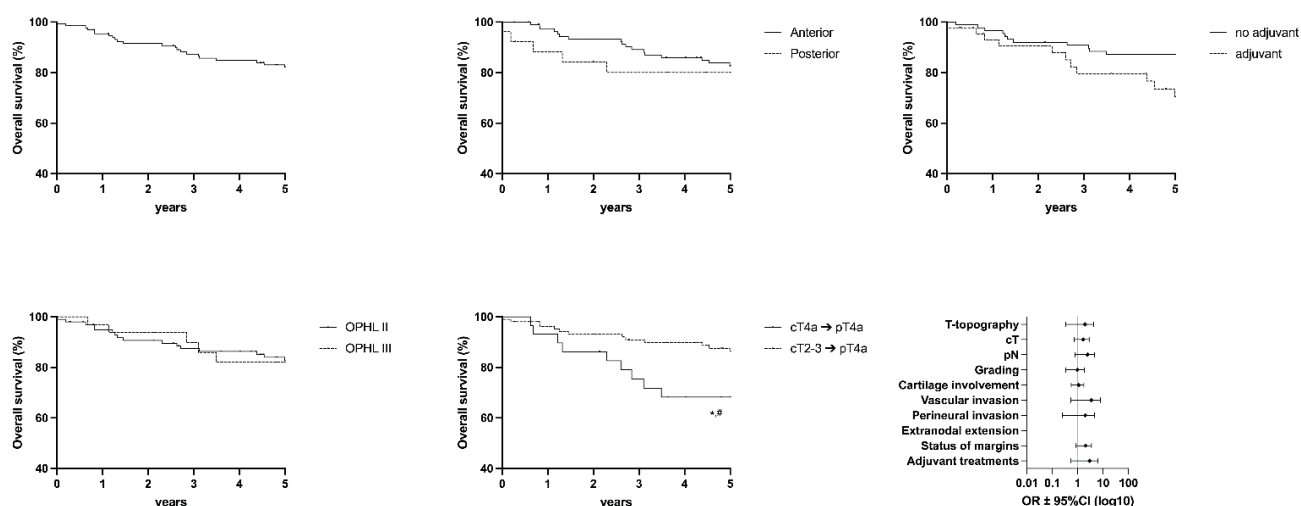 Overall survival (%)
100
80
60
40
0 1 2 3 4 5
years
Overall survival (%)
100
80
60
40
0 1 2 3 4 5
years
Anterior
Posterior
Overall survival (%)
100
80
60
40
0 1 2 3 4 5
years
no adjuvant
adjuvant
Overall survival (%)
100
80
60
40
0 1 2 3 4 5
years
OPHL II
OPHL III
Overall survival (%)
100
80
60
40
0 1 2 3 4 5
years
*,#
cT4a ➔ pT4a
cT2-3 ➔ pT4a
T-topography
cT
pN
Grading
Cartilage involvement
Vascular invasion
Perineural invasion
Extranodal extension
Status of margins
Adjuvant treatments
0.01 0.1 1 10 100
OR ± 95%CI (log10)